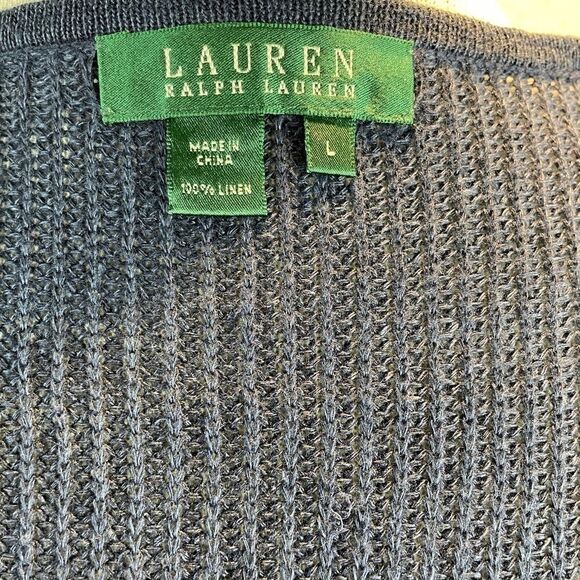 LAUREN
RALPH LAUREN
MADE IN
CHINA
100% LINEN
L